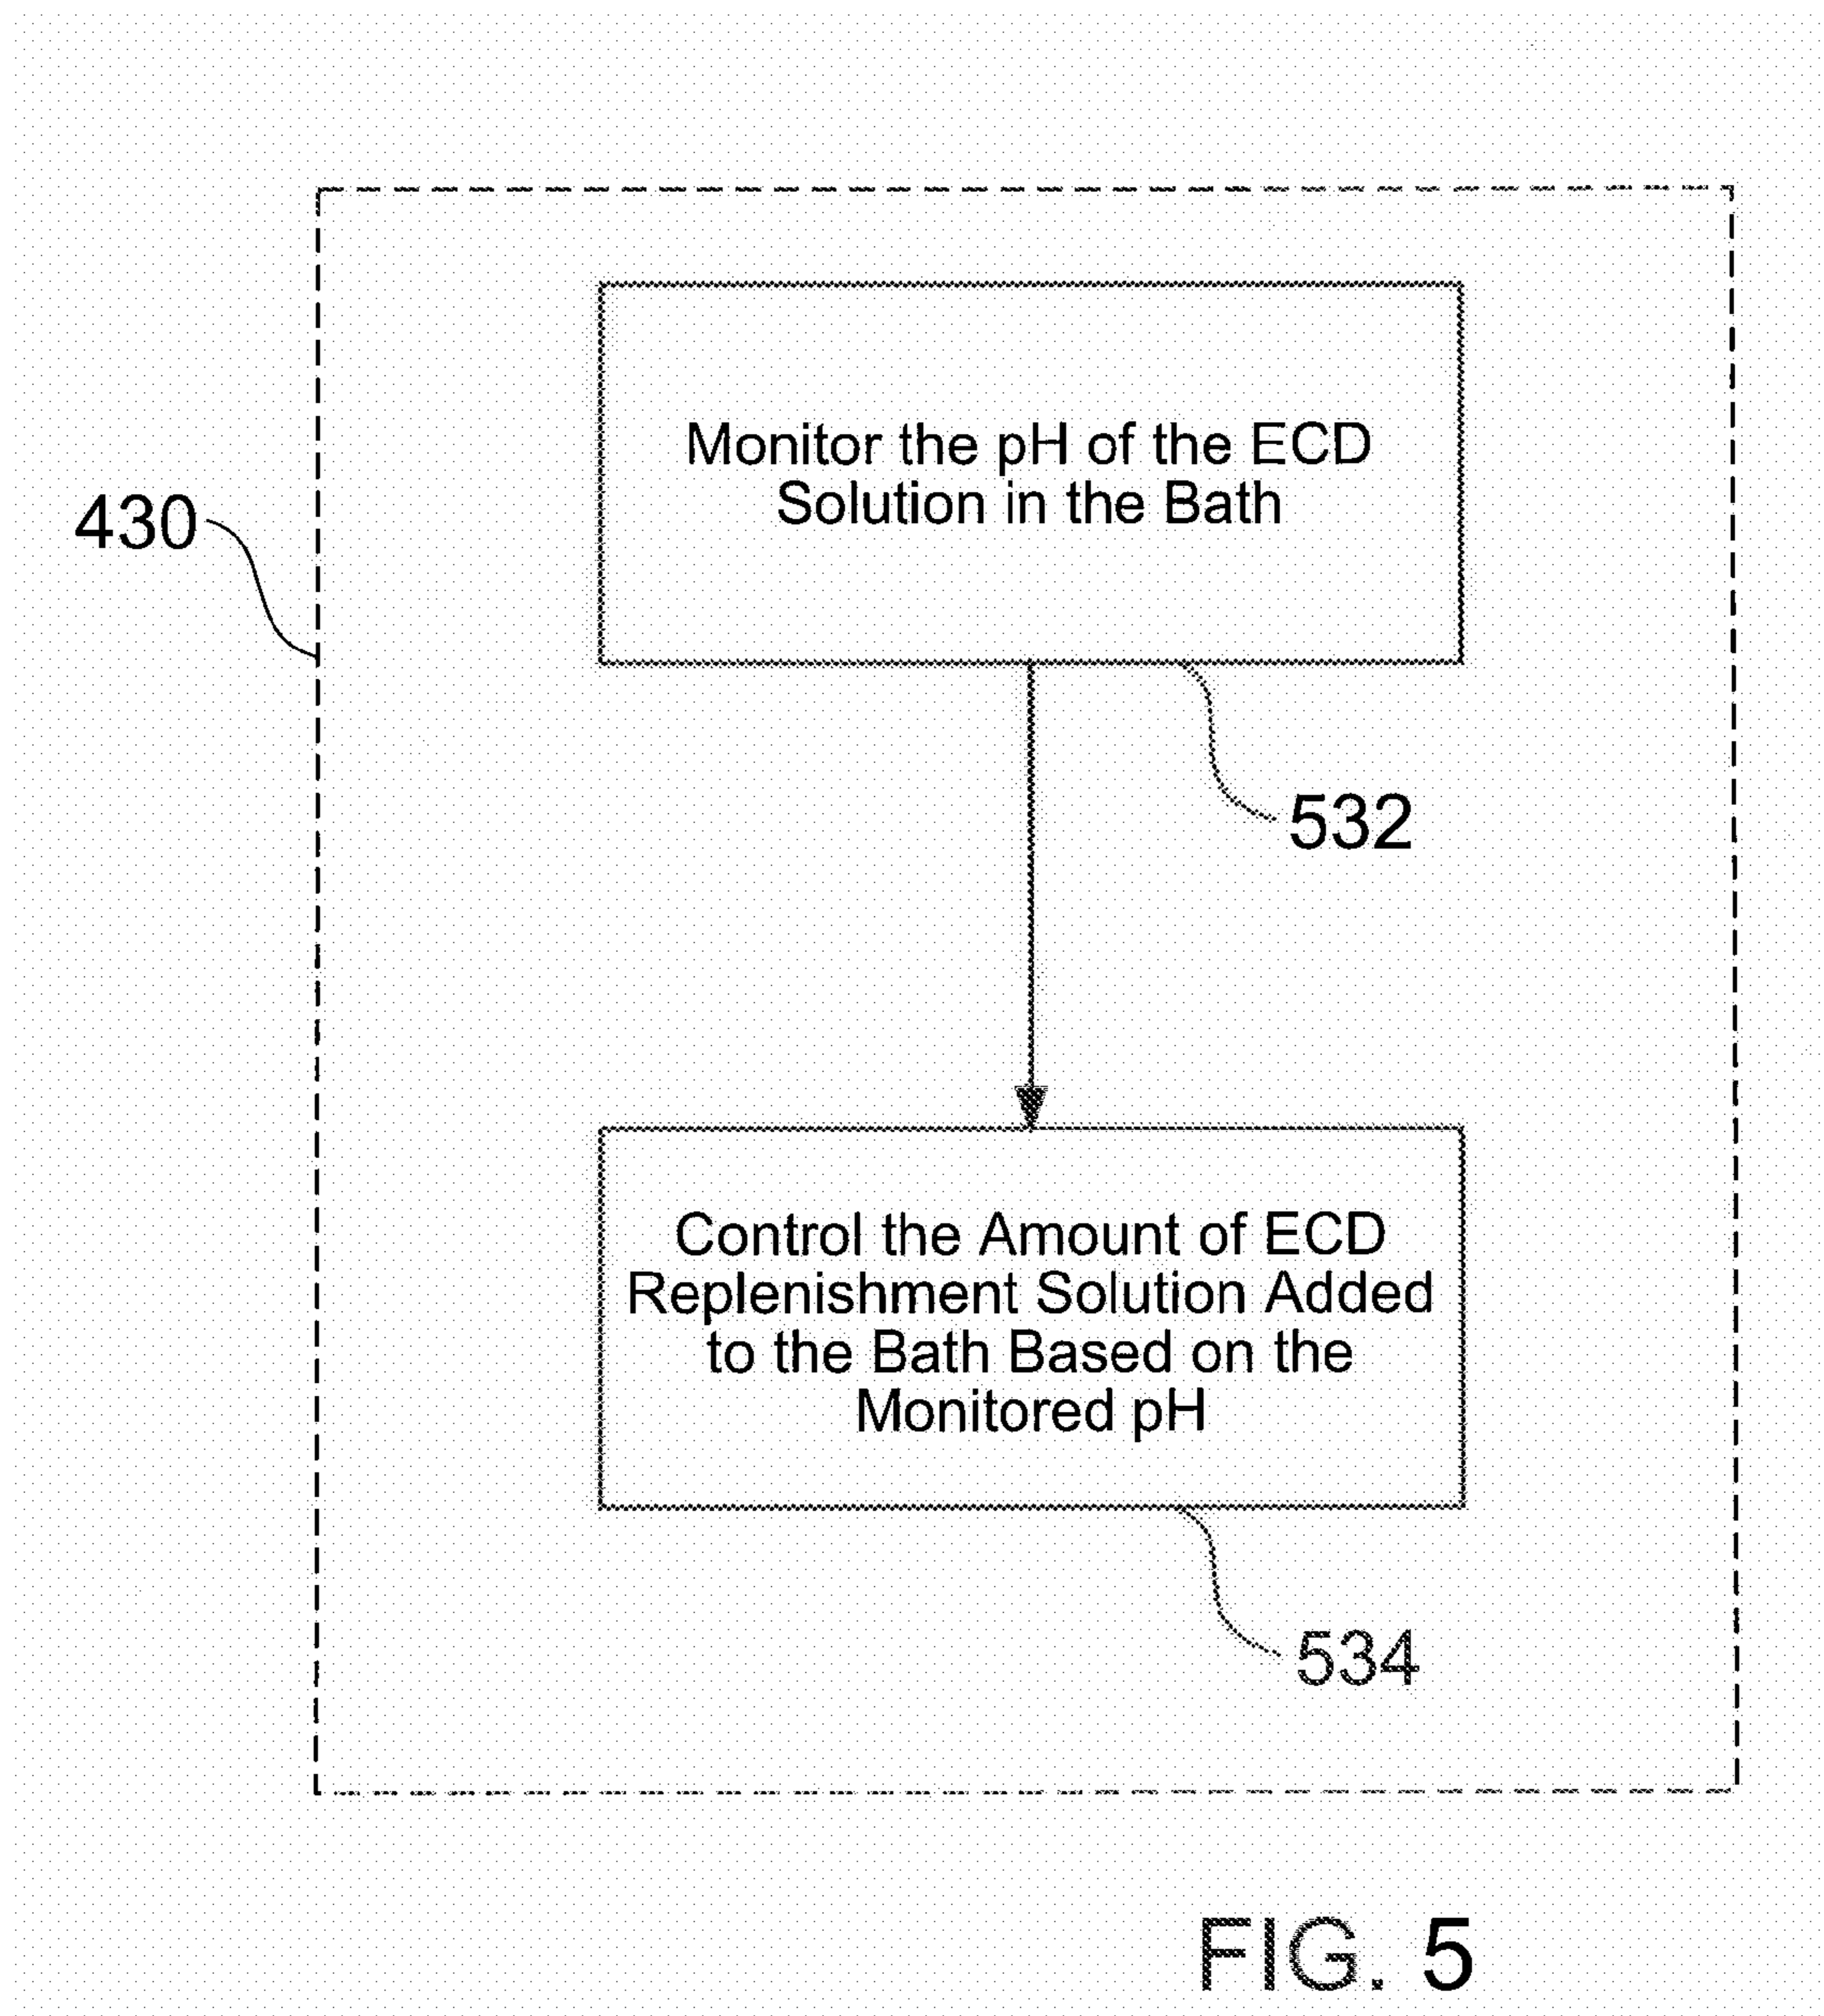 Monitor the pH of the ECD
Solution in the Bath
430
532
Control the Amount of ECD
Replenishment Solution Added
to the Bath Based on the
Monitored pH
534
FIG. 5